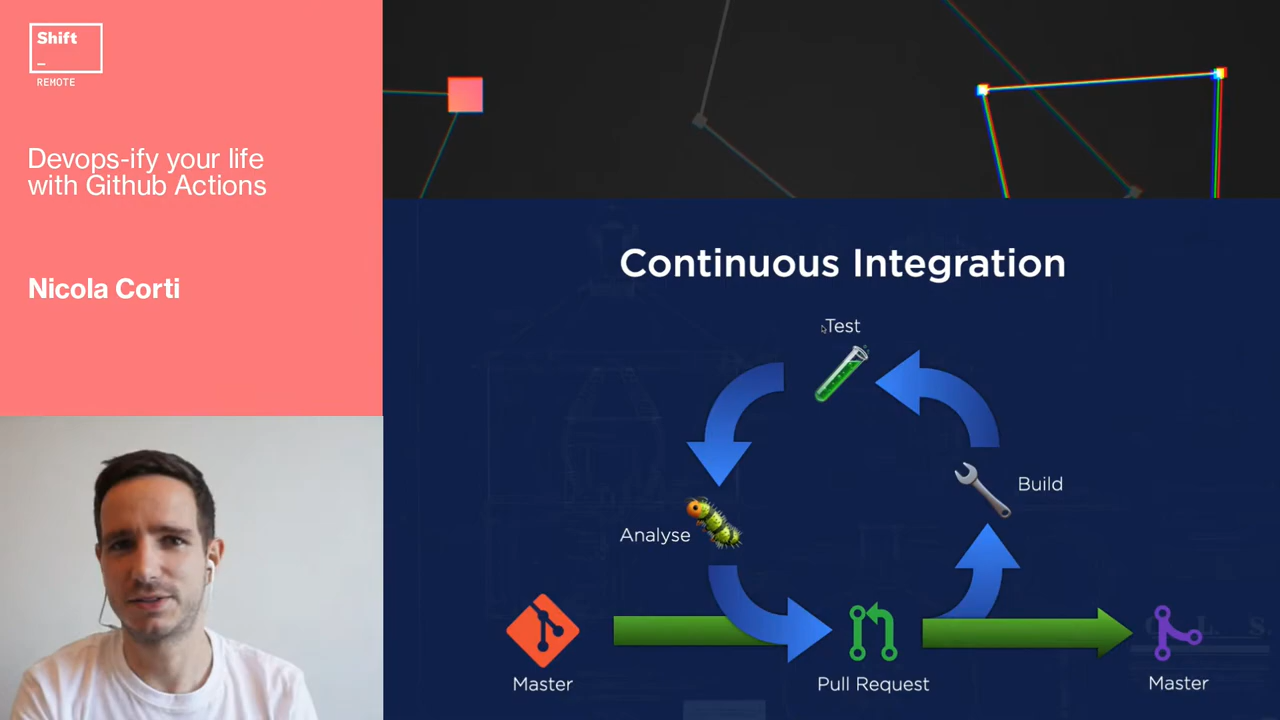 Shift
_
REMOTE
Devops-ify your life
with Github Actions
Nicola Corti
Continuous Integration
Test
Build
Analyse
Master
Pull Request
Master